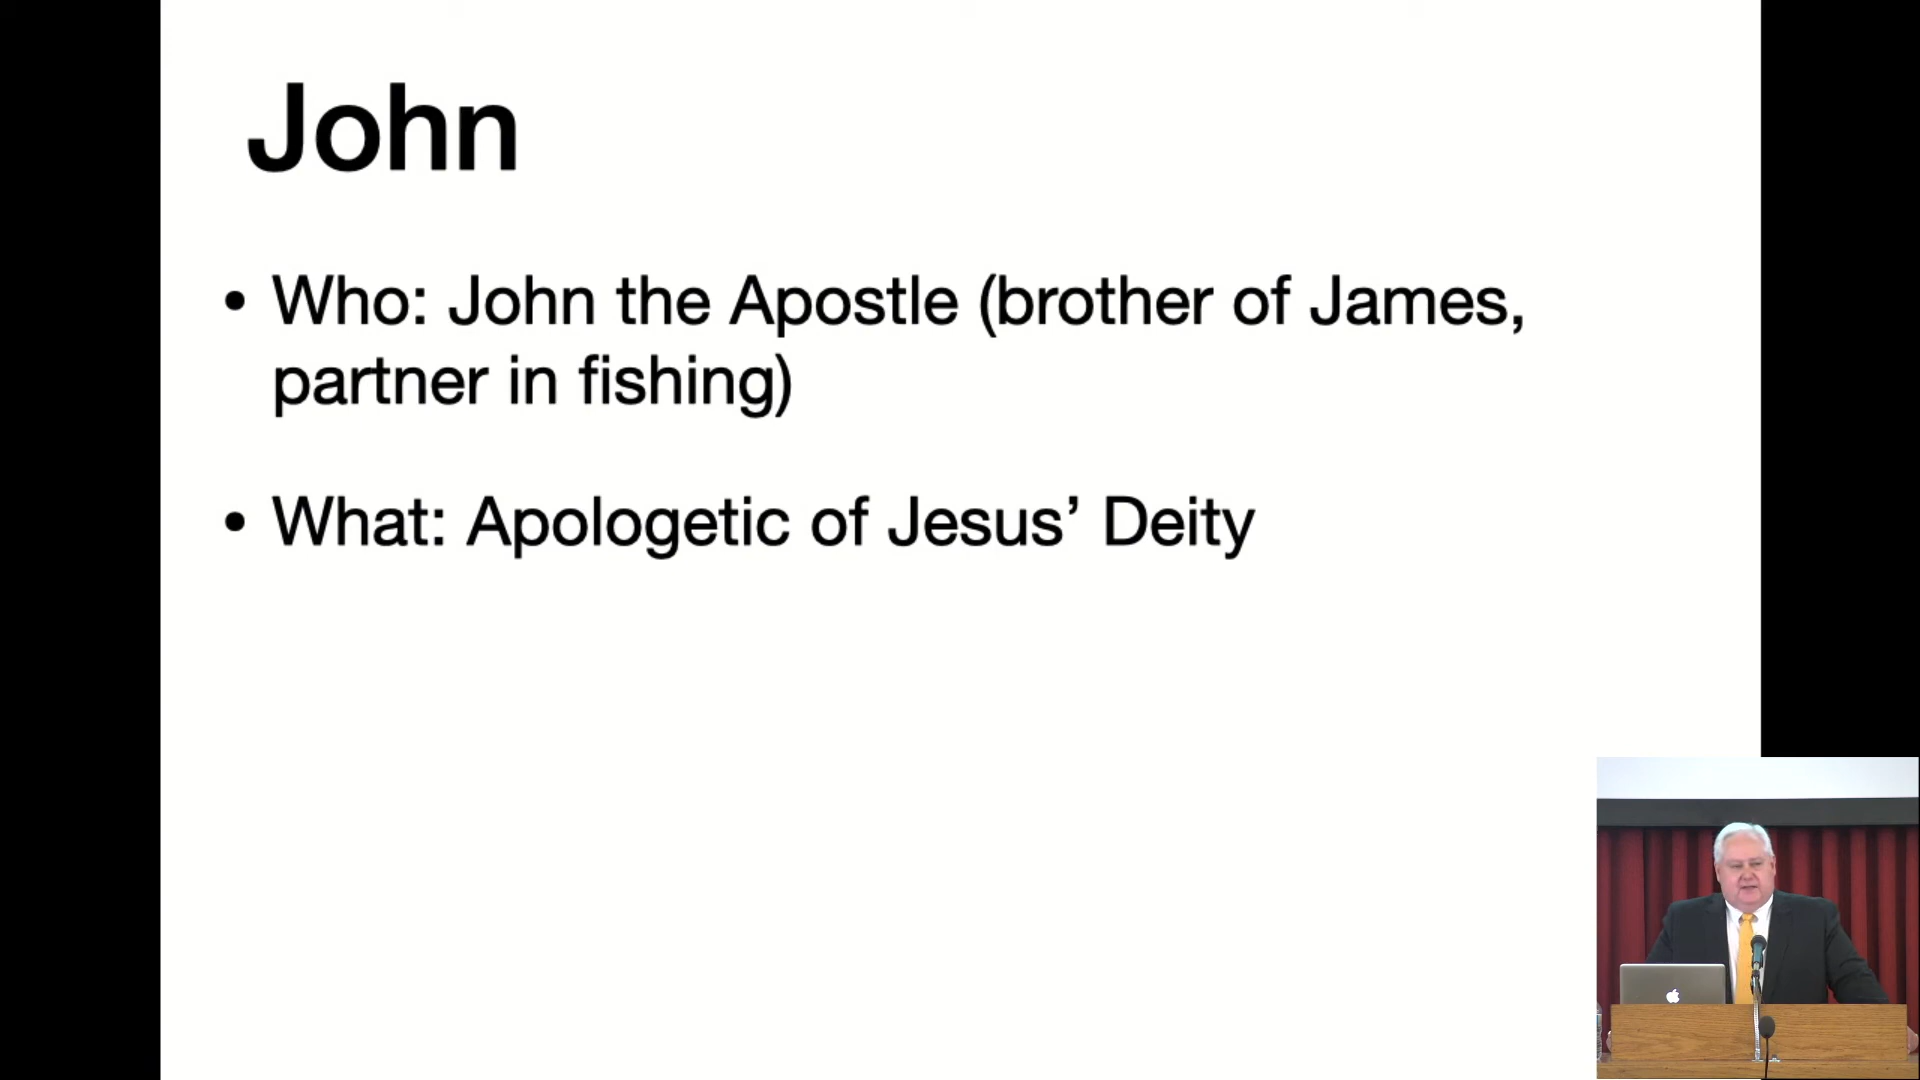 John
• Who: John the Apostle (brother of James,
partner in fishing)
• What: Apologetic of Jesus’ Deity